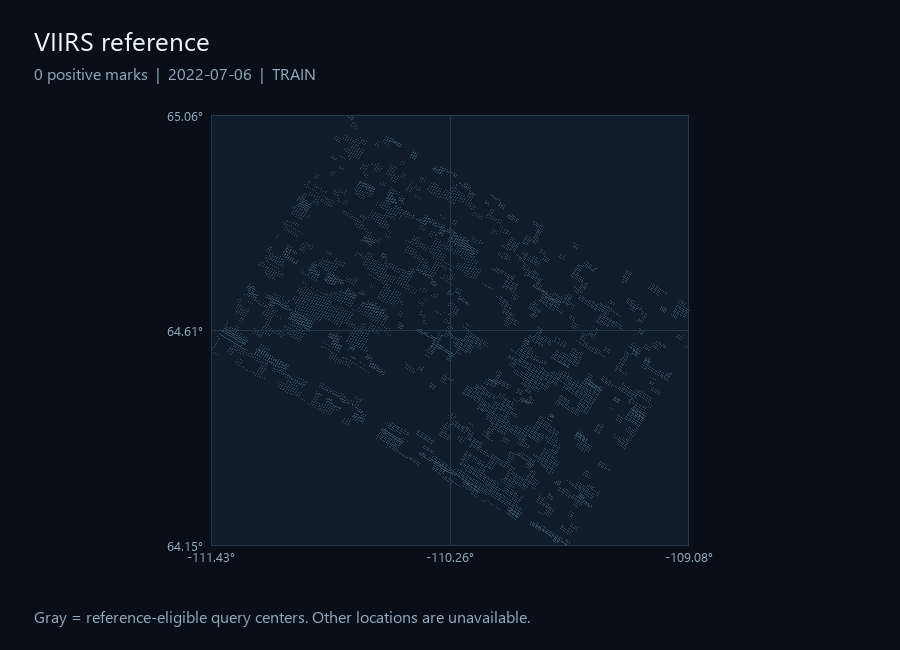 VIIRS reference
0 positive marks | 2022-07-06 | TRAIN
65.06°
64.61°
64.15°
-111.43°
-110.26°
-109.08°
Gray = reference-eligible query centers. Other locations are unavailable.